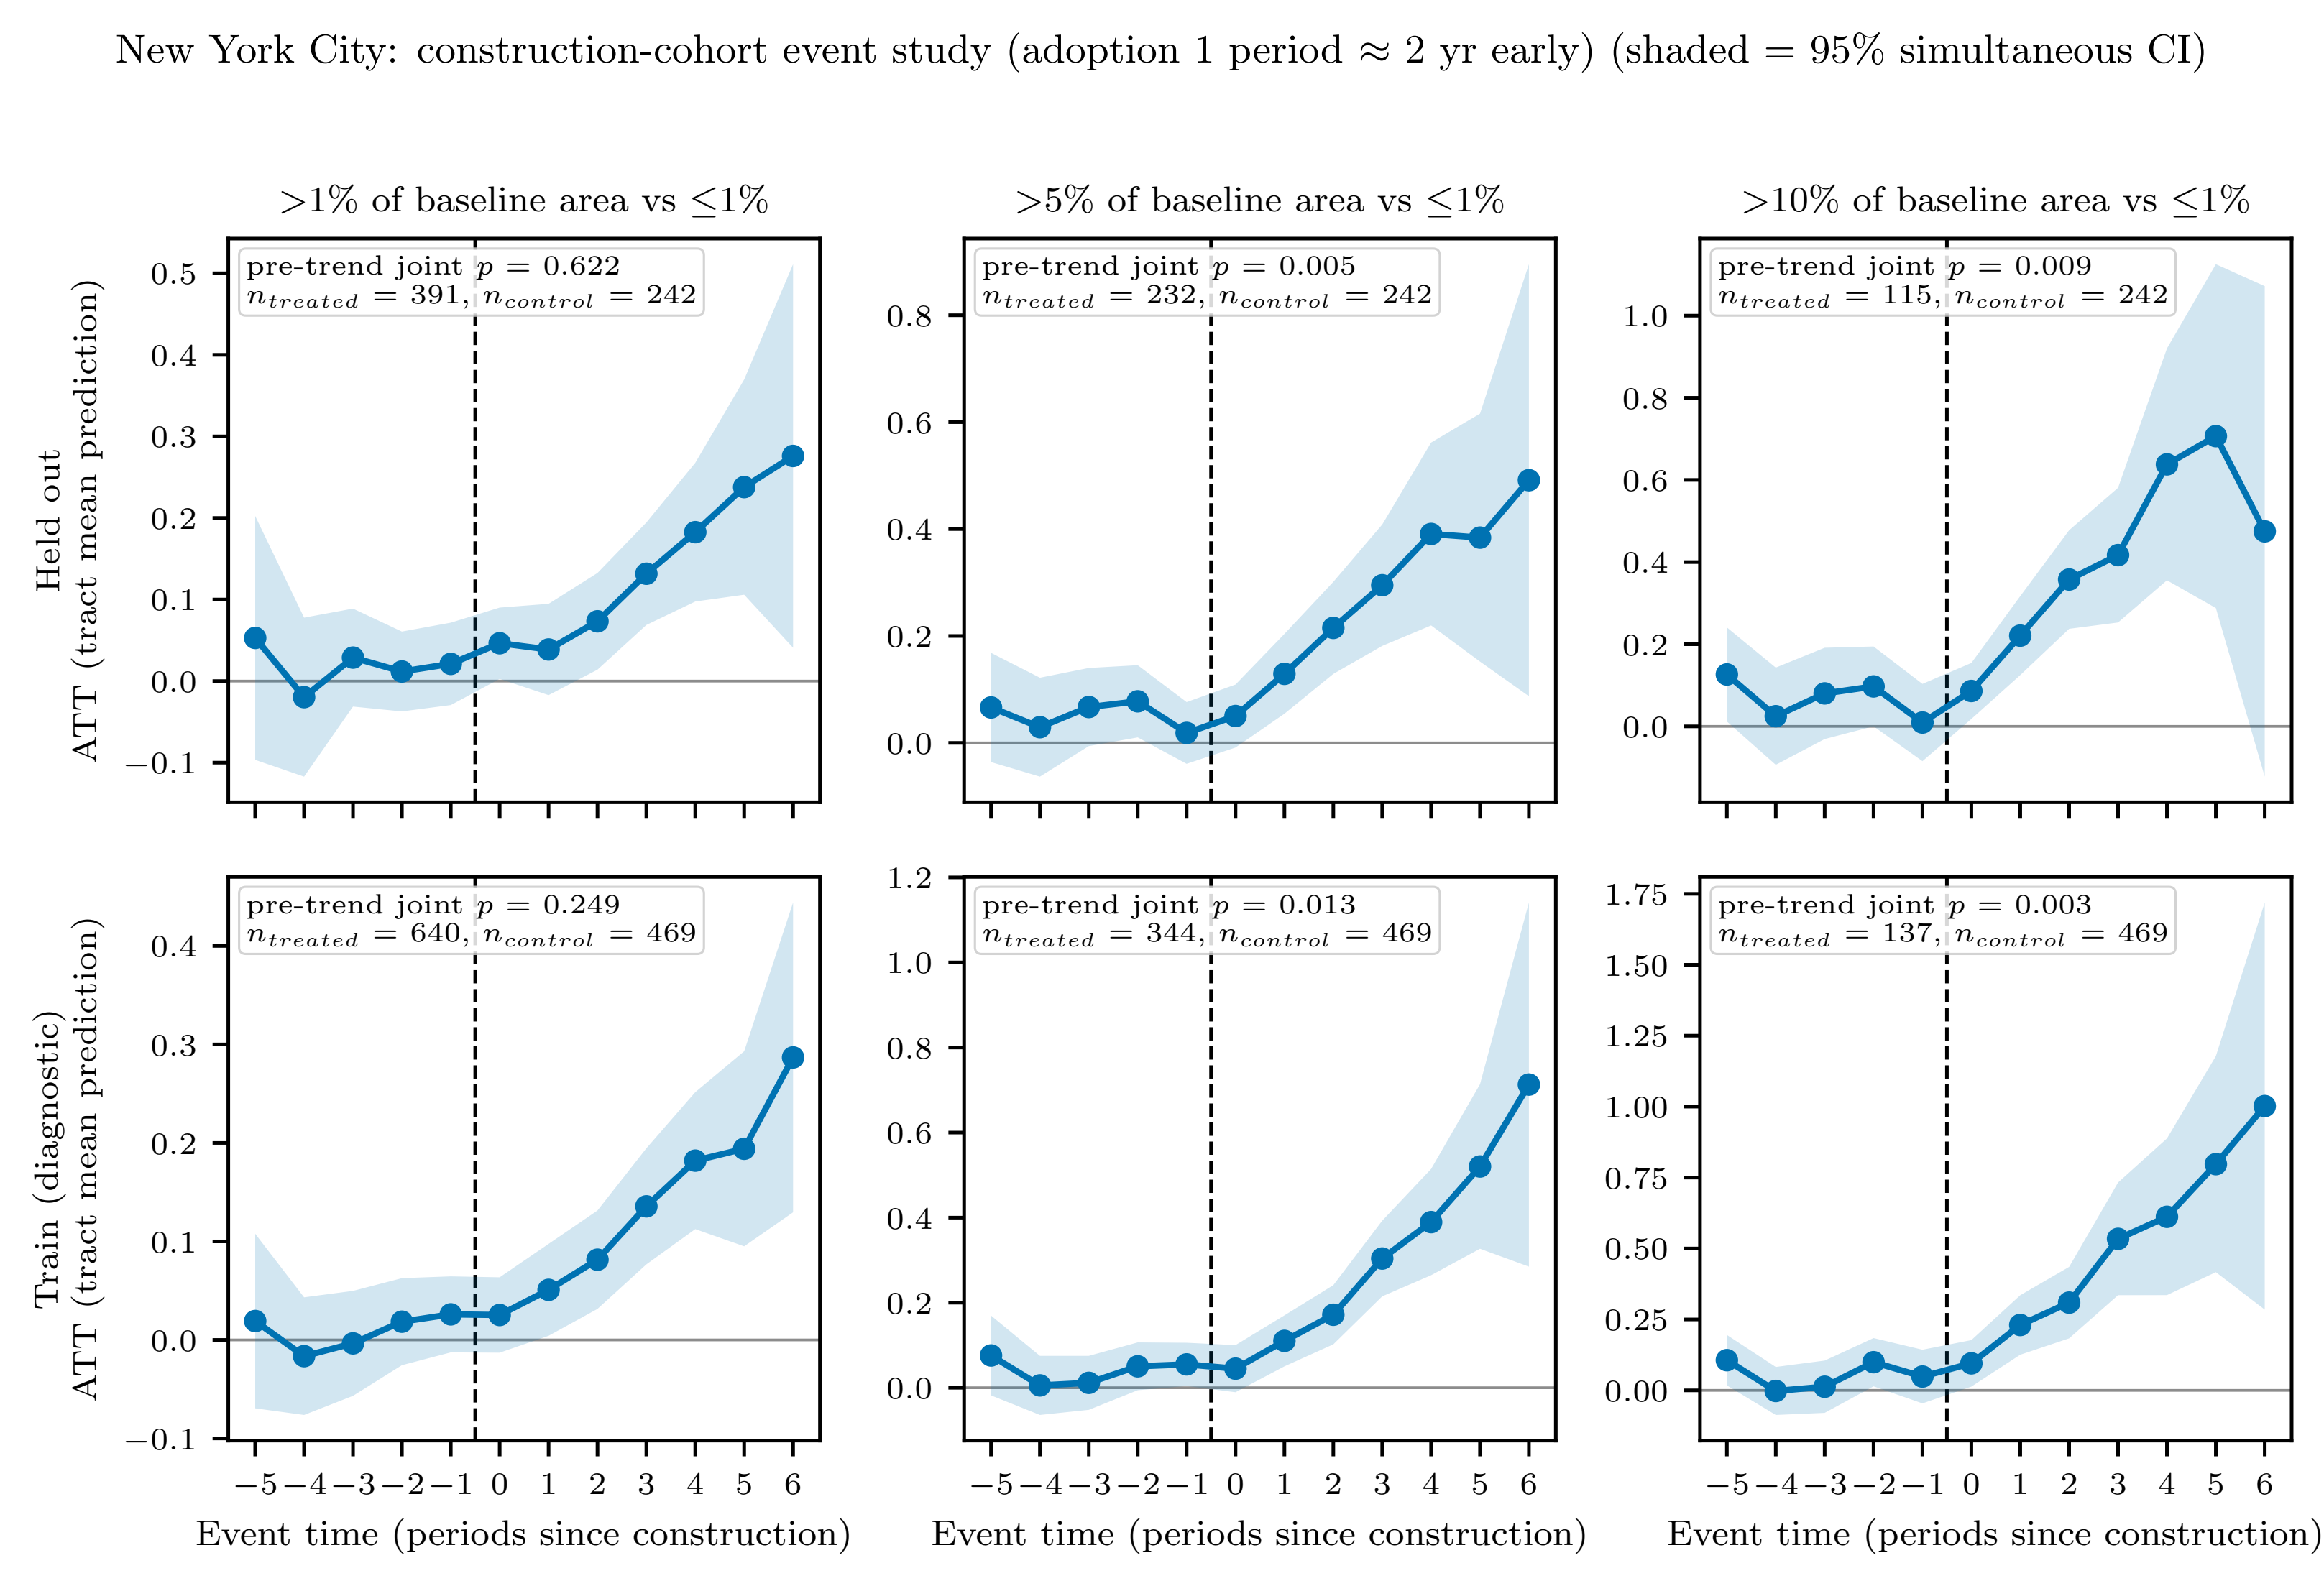 New York City: construction-cohort event study (adoption 1 period ≈ 2 yr early) (shaded = 95% simultaneous CI)
>1% of baseline area vs ≤1%
>5% of baseline area vs ≤1%
>10% of baseline area vs ≤1%
Held out
ATT (tract mean prediction)
0.5
0.4
0.3
0.2
0.1
0.0
−0.1
pre-trend joint p = 0.622
n_treated = 391, n_control = 242
0.8
0.6
0.4
0.2
0.0
pre-trend joint p = 0.005
n_treated = 232, n_control = 242
1.0
0.8
0.6
0.4
0.2
0.0
pre-trend joint p = 0.009
n_treated = 115, n_control = 242
Train (diagnostic)
ATT (tract mean prediction)
0.4
0.3
0.2
0.1
0.0
−0.1
pre-trend joint p = 0.249
n_treated = 640, n_control = 469
1.2
1.0
0.8
0.6
0.4
0.2
0.0
pre-trend joint p = 0.013
n_treated = 344, n_control = 469
1.75
1.50
1.25
1.00
0.75
0.50
0.25
0.00
pre-trend joint p = 0.003
n_treated = 137, n_control = 469
−5 −4 −3 −2 −1 0 1 2 3 4 5 6
−5 −4 −3 −2 −1 0 1 2 3 4 5 6
−5 −4 −3 −2 −1 0 1 2 3 4 5 6
Event time (periods since construction)
Event time (periods since construction)
Event time (periods since construction)